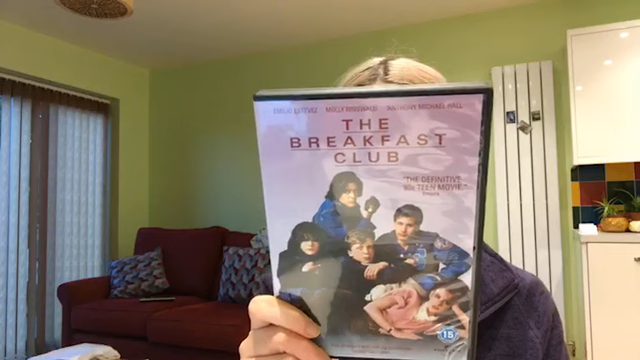 EMILIO ESTEVEZ MOLLY RINGWALD ANTHONY MICHAEL HALL
THE
BREAKFAST
CLUB
"THE DEFINITIVE
80s TEEN MOVIE."
15